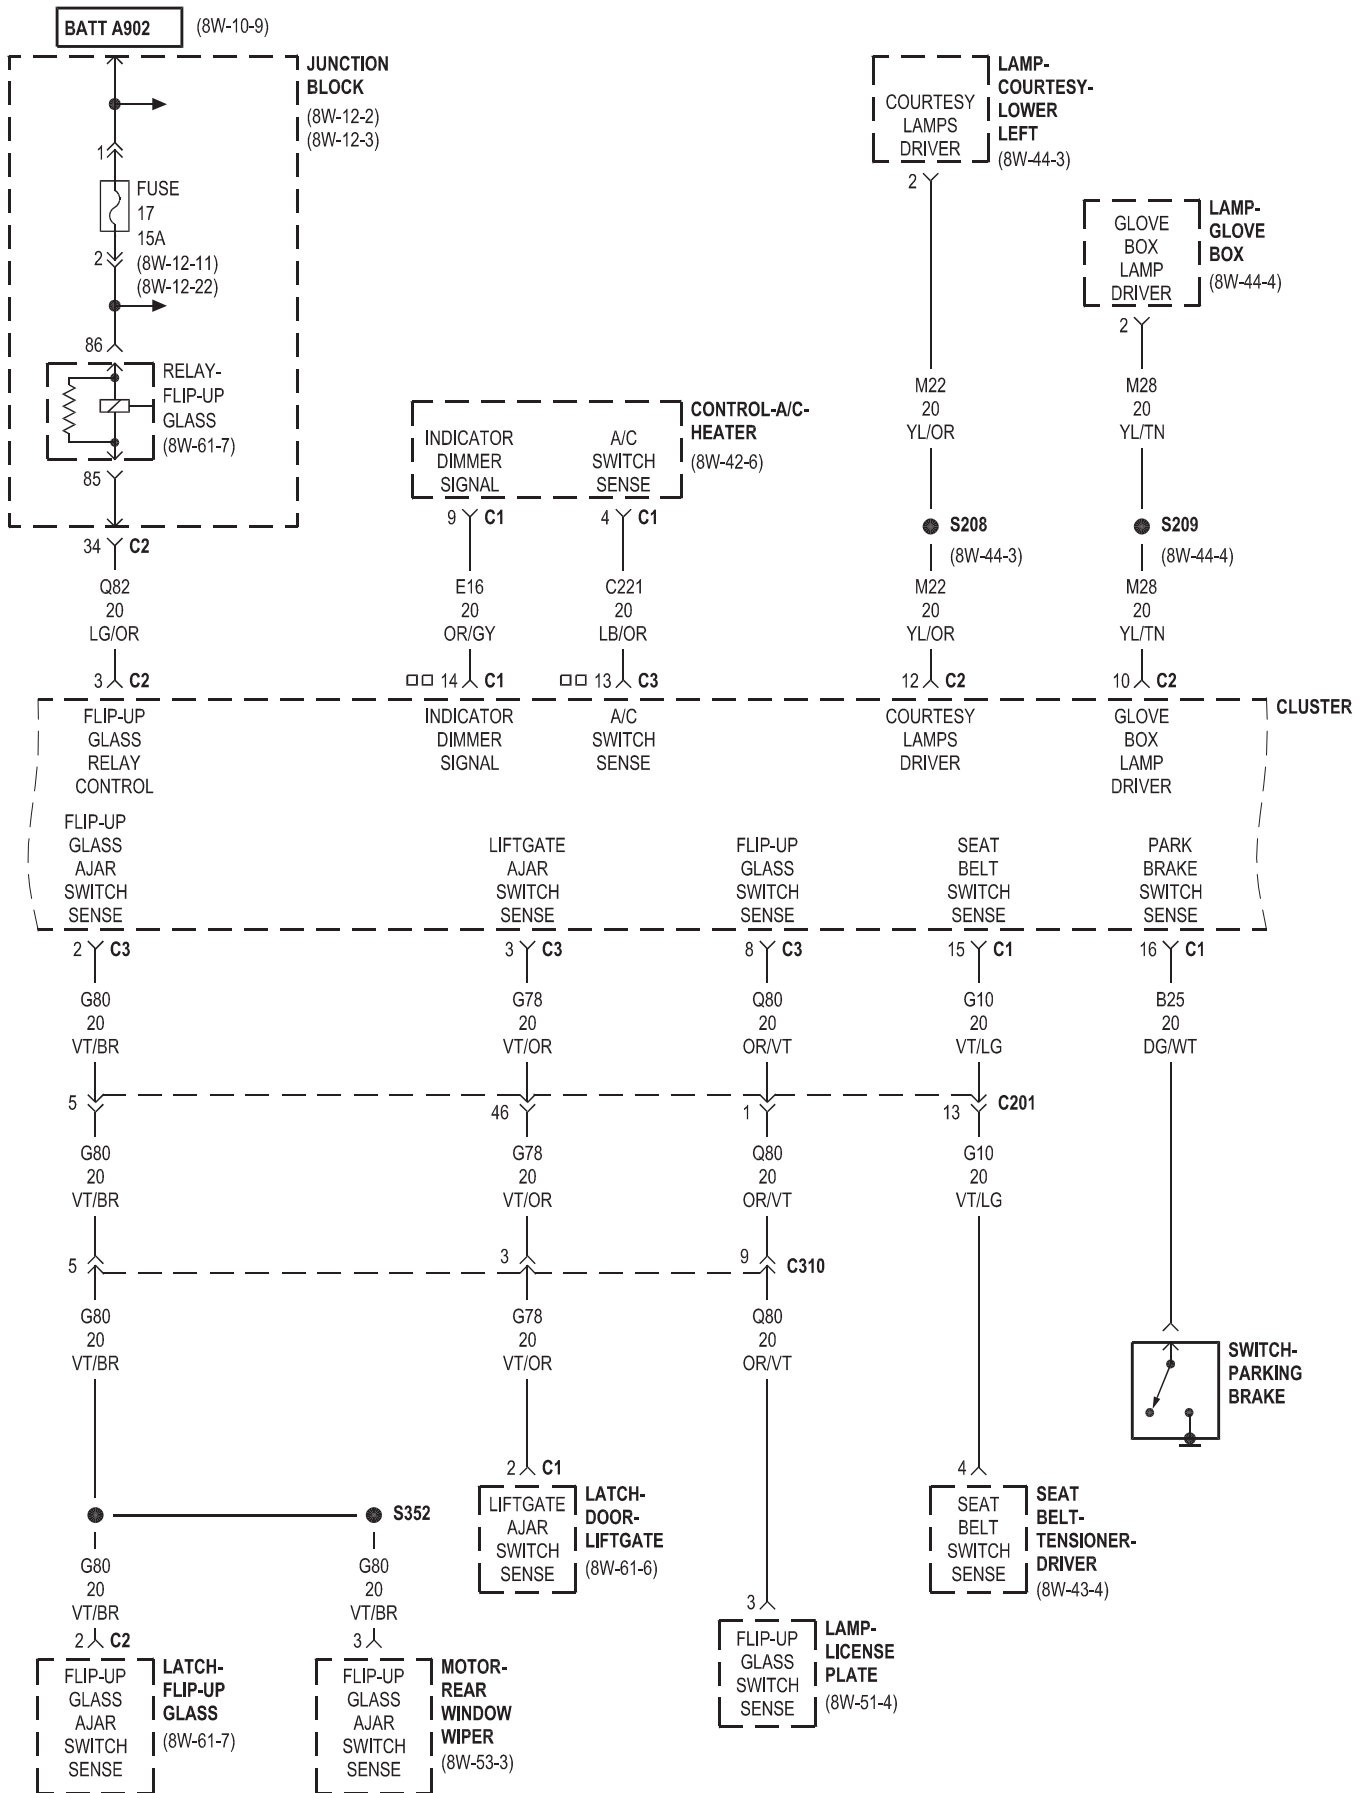 BATT A902
(8W-10-9)
JUNCTION
BLOCK
(8W-12-2)
(8W-12-3)
1
FUSE
17
15A
(8W-12-11)
(8W-12-22)
2
86
RELAY-
FLIP-UP
GLASS
(8W-61-7)
85
34 C2
Q82
20
LG/OR
3 C2
INDICATOR
DIMMER
SIGNAL
A/C
SWITCH
SENSE
CONTROL-A/C-
HEATER
(8W-42-6)
9 C1
4 C1
E16
20
OR/GY
C221
20
LB/OR
14 C1
13 C3
COURTESY
LAMPS
DRIVER
LAMP-
COURTESY-
LOWER
LEFT
(8W-44-3)
2
M22
20
YL/OR
S208
(8W-44-3)
M22
20
YL/OR
12 C2
GLOVE
BOX
LAMP
DRIVER
LAMP-
GLOVE
BOX
(8W-44-4)
2
M28
20
YL/TN
S209
(8W-44-4)
M28
20
YL/TN
10 C2
CLUSTER
FLIP-UP
GLASS
RELAY
CONTROL
INDICATOR
DIMMER
SIGNAL
A/C
SWITCH
SENSE
COURTESY
LAMPS
DRIVER
GLOVE
BOX
LAMP
DRIVER
FLIP-UP
GLASS
AJAR
SWITCH
SENSE
LIFTGATE
AJAR
SWITCH
SENSE
FLIP-UP
GLASS
SWITCH
SENSE
SEAT
BELT
SWITCH
SENSE
PARK
BRAKE
SWITCH
SENSE
2 C3
3 C3
8 C3
15 C1
16 C1
G80
20
VT/BR
G78
20
VT/OR
Q80
20
OR/VT
G10
20
VT/LG
B25
20
DG/WT
5
46
1
13
C201
G80
20
VT/BR
G78
20
VT/OR
Q80
20
OR/VT
G10
20
VT/LG
5
3
9
C310
G80
20
VT/BR
G78
20
VT/OR
Q80
20
OR/VT
SWITCH-
PARKING
BRAKE
S352
G80
20
VT/BR
2 C2
G80
20
VT/BR
3
2 C1
LIFTGATE
AJAR
SWITCH
SENSE
LATCH-
DOOR-
LIFTGATE
(8W-61-6)
4
SEAT
BELT
SWITCH
SENSE
SEAT
BELT-
TENSIONER-
DRIVER
(8W-43-4)
3
FLIP-UP
GLASS
SWITCH
SENSE
LAMP-
LICENSE
PLATE
(8W-51-4)
FLIP-UP
GLASS
AJAR
SWITCH
SENSE
LATCH-
FLIP-UP
GLASS
(8W-61-7)
FLIP-UP
GLASS
AJAR
SWITCH
SENSE
MOTOR-
REAR
WINDOW
WIPER
(8W-53-3)